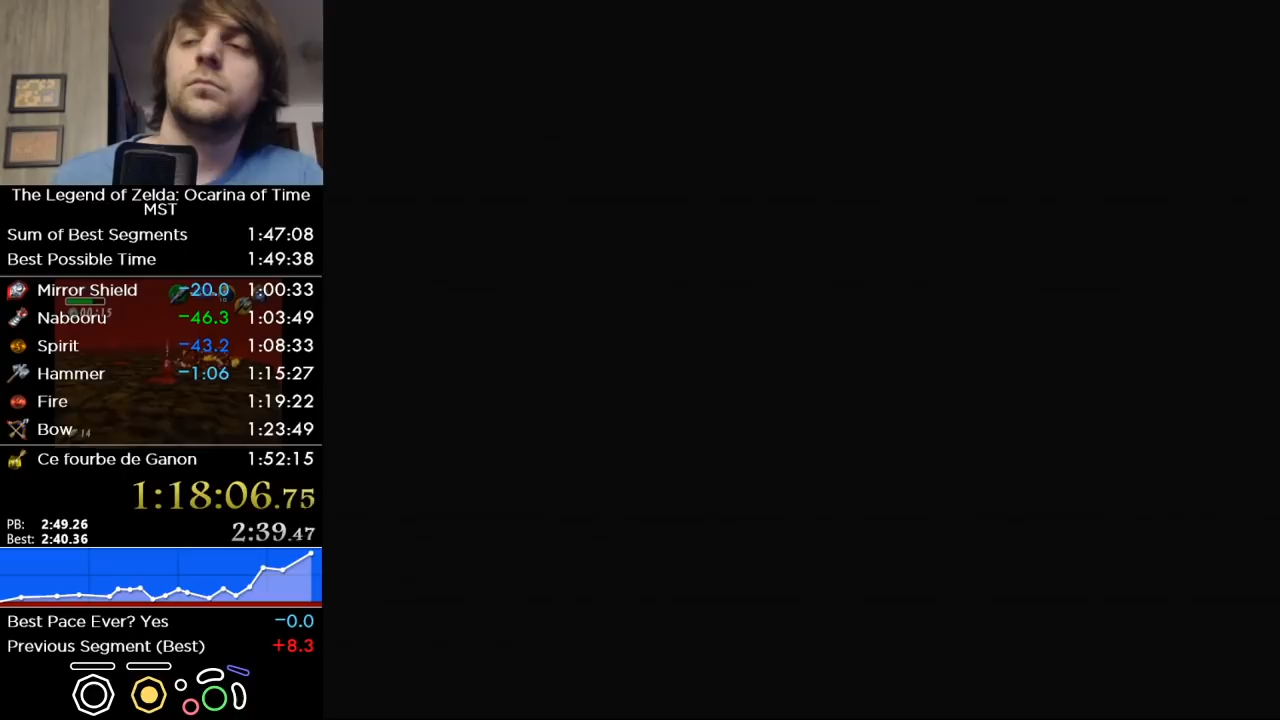 The Legend of Zelda: Ocarina of Time
MST
Sum of Best Segments 1:47:08
Best Possible Time 1:49:38
Mirror Shield −20.0 1:00:33
Nabooru −46.3 1:03:49
Spirit −43.2 1:08:33
Hammer −1:06 1:15:27
Fire 1:19:22
Bow 1:23:49
14
Ce fourbe de Ganon 1:52:15
1:18:06.75
PB: 2:49.26
Best: 2:40.36
2:39.47
Best Pace Ever? Yes −0.0
Previous Segment (Best) +8.3